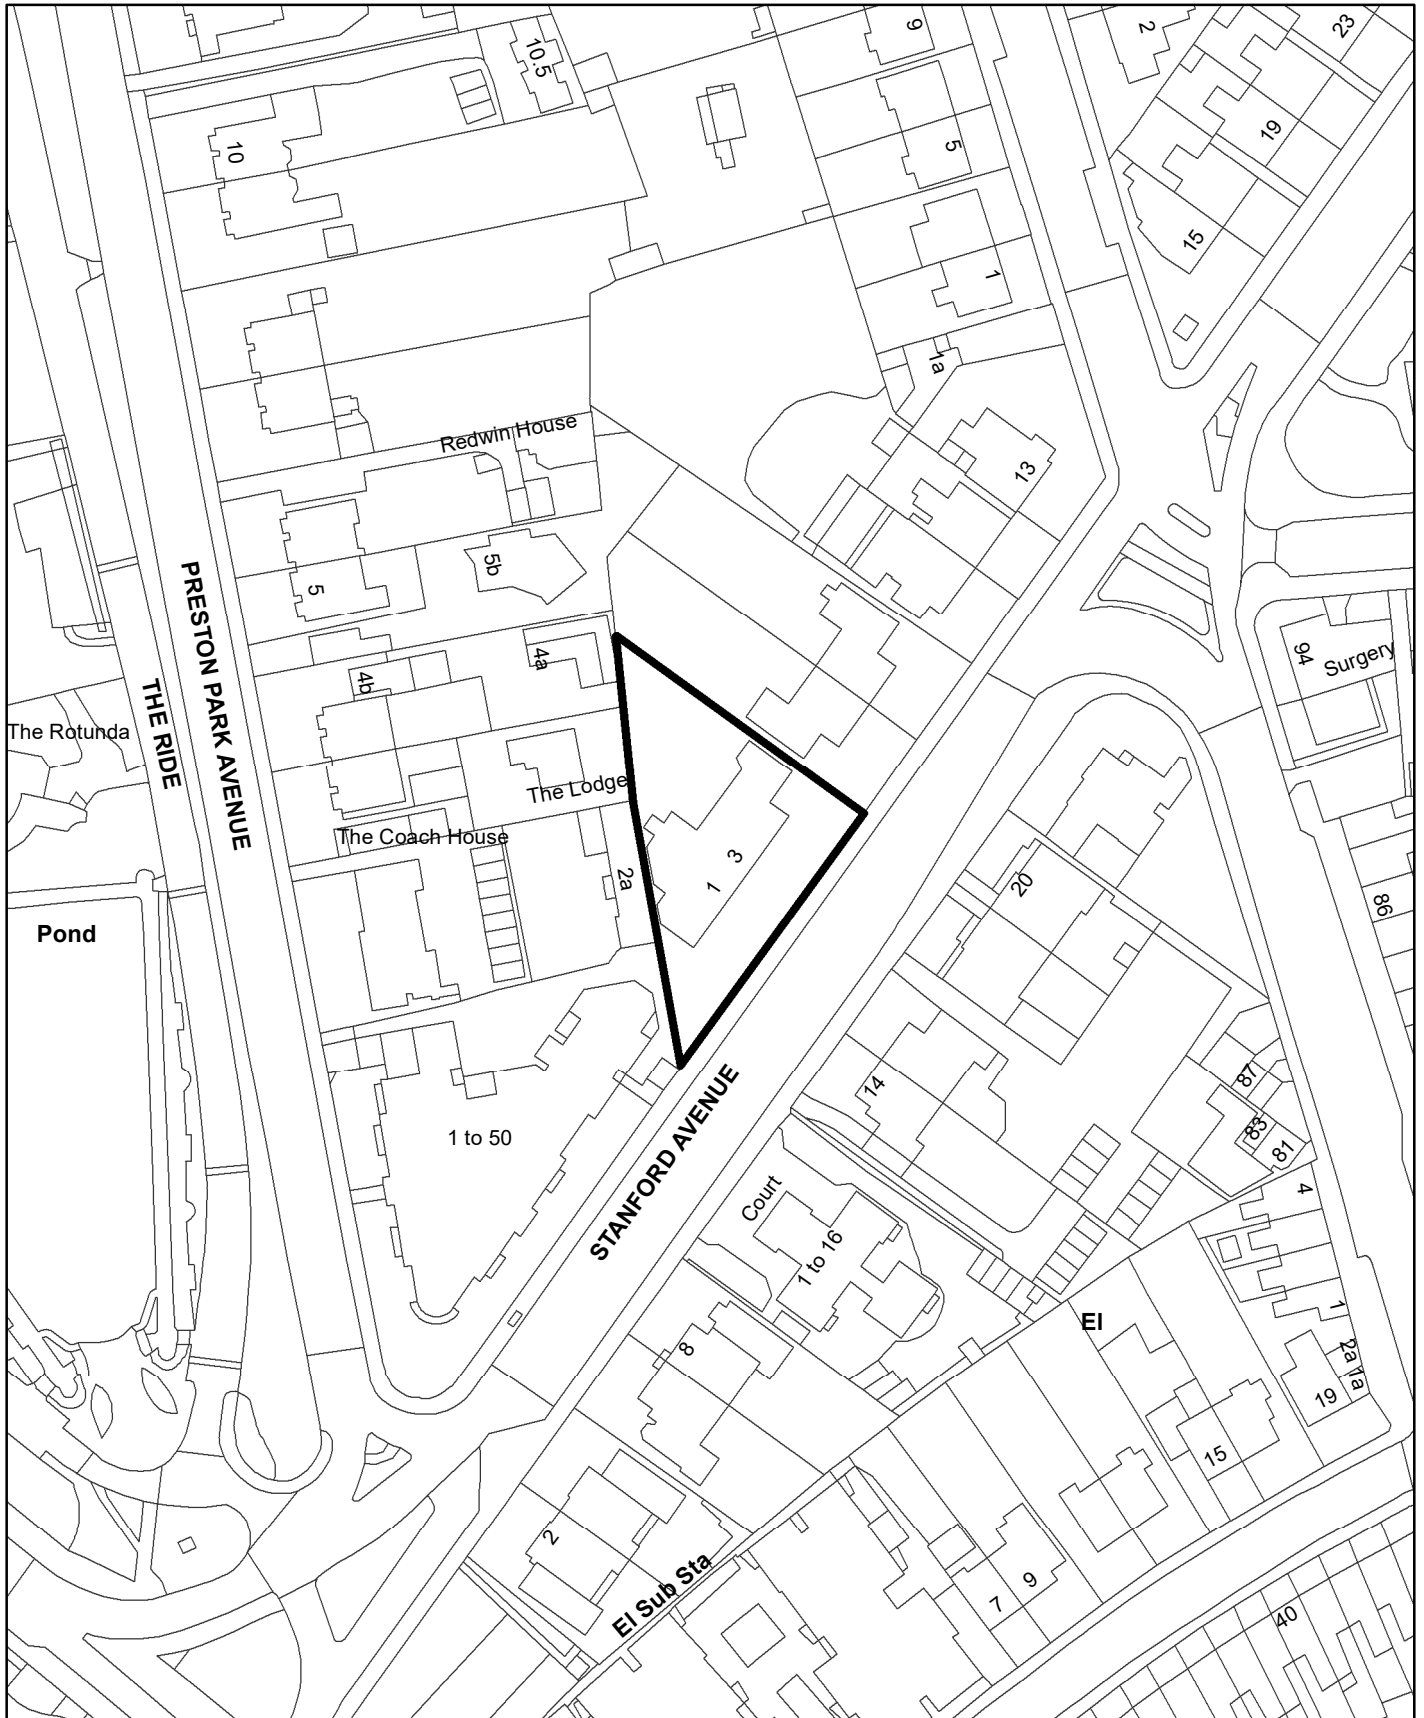 10.5
9
2
23
10
5
19
15
1
1a
Redwin House
13
5b
5
PRESTON PARK AVENUE
4a
94
Surgery
4b
THE RIDE
The Rotunda
The Lodge
The Coach House
3
1
2a
20
86
Pond
STANFORD AVENUE
14
87
83
81
1 to 50
4
Court
1 to 16
El
1
8
2a
1a
19
15
2
El Sub Sta
9
7
40